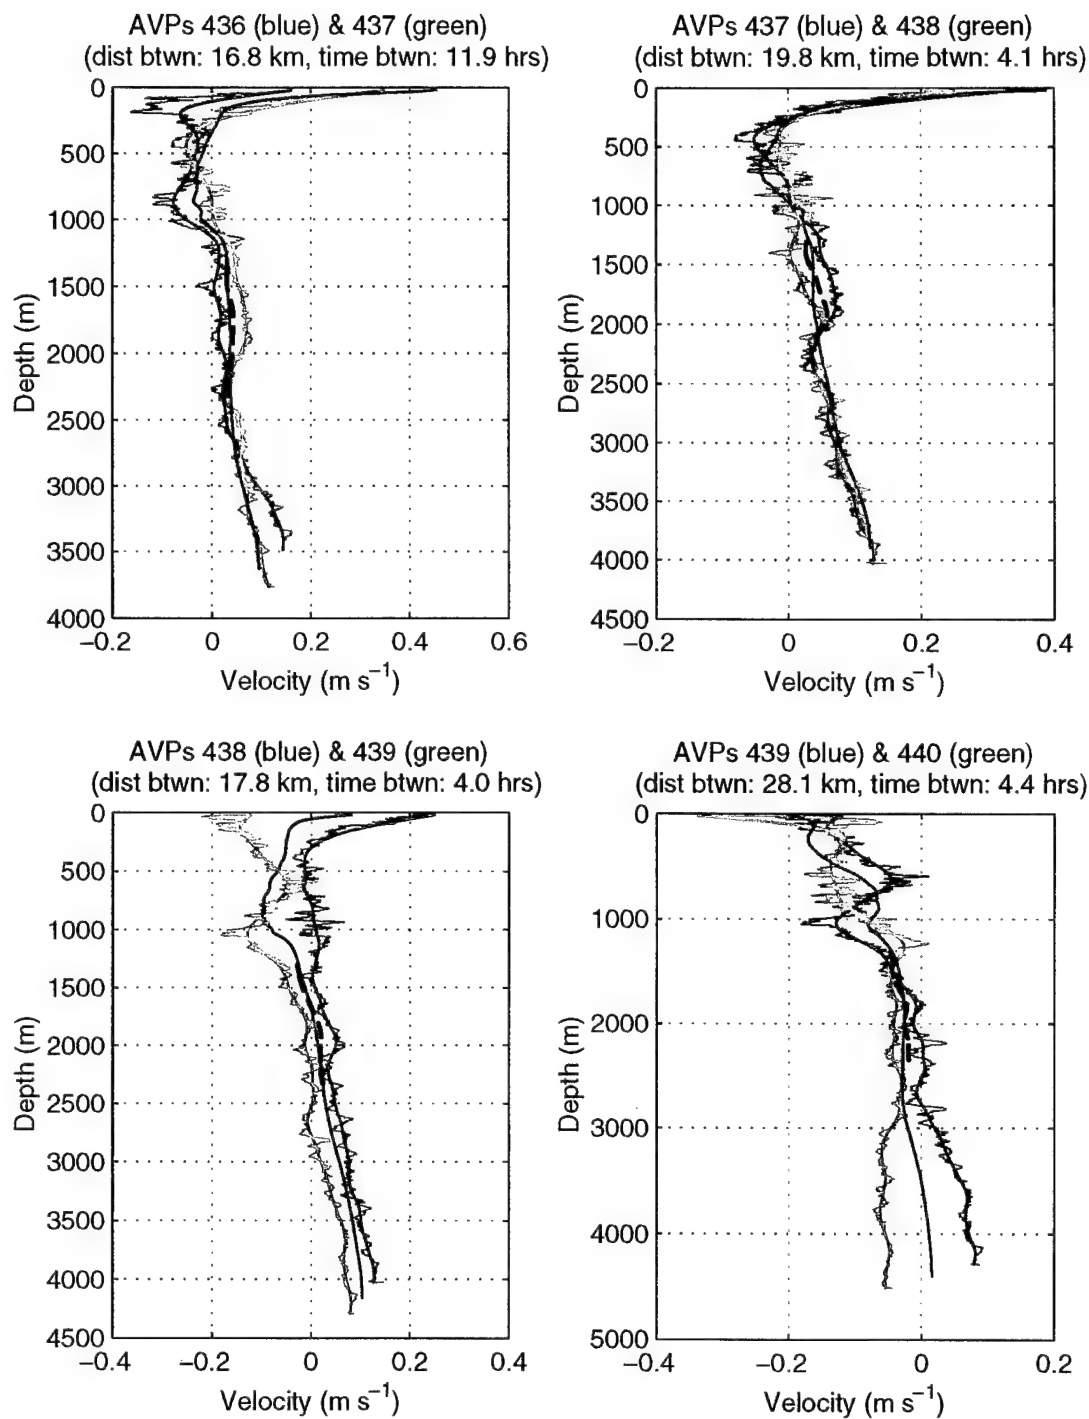 AVPs 436 (blue) & 437 (green)
(dist btwn: 16.8 km, time btwn: 11.9 hrs)
0
500
1000
1500
2000
2500
3000
3500
4000
Depth (m)
−0.2 0 0.2 0.4 0.6
Velocity (m s⁻¹)
AVPs 437 (blue) & 438 (green)
(dist btwn: 19.8 km, time btwn: 4.1 hrs)
0
500
1000
1500
2000
2500
3000
3500
4000
4500
Depth (m)
−0.2 0 0.2 0.4
Velocity (m s⁻¹)
AVPs 438 (blue) & 439 (green)
(dist btwn: 17.8 km, time btwn: 4.0 hrs)
0
500
1000
1500
2000
2500
3000
3500
4000
4500
Depth (m)
−0.4 −0.2 0 0.2 0.4
Velocity (m s⁻¹)
AVPs 439 (blue) & 440 (green)
(dist btwn: 28.1 km, time btwn: 4.4 hrs)
0
1000
2000
3000
4000
5000
Depth (m)
−0.4 −0.2 0 0.2
Velocity (m s⁻¹)